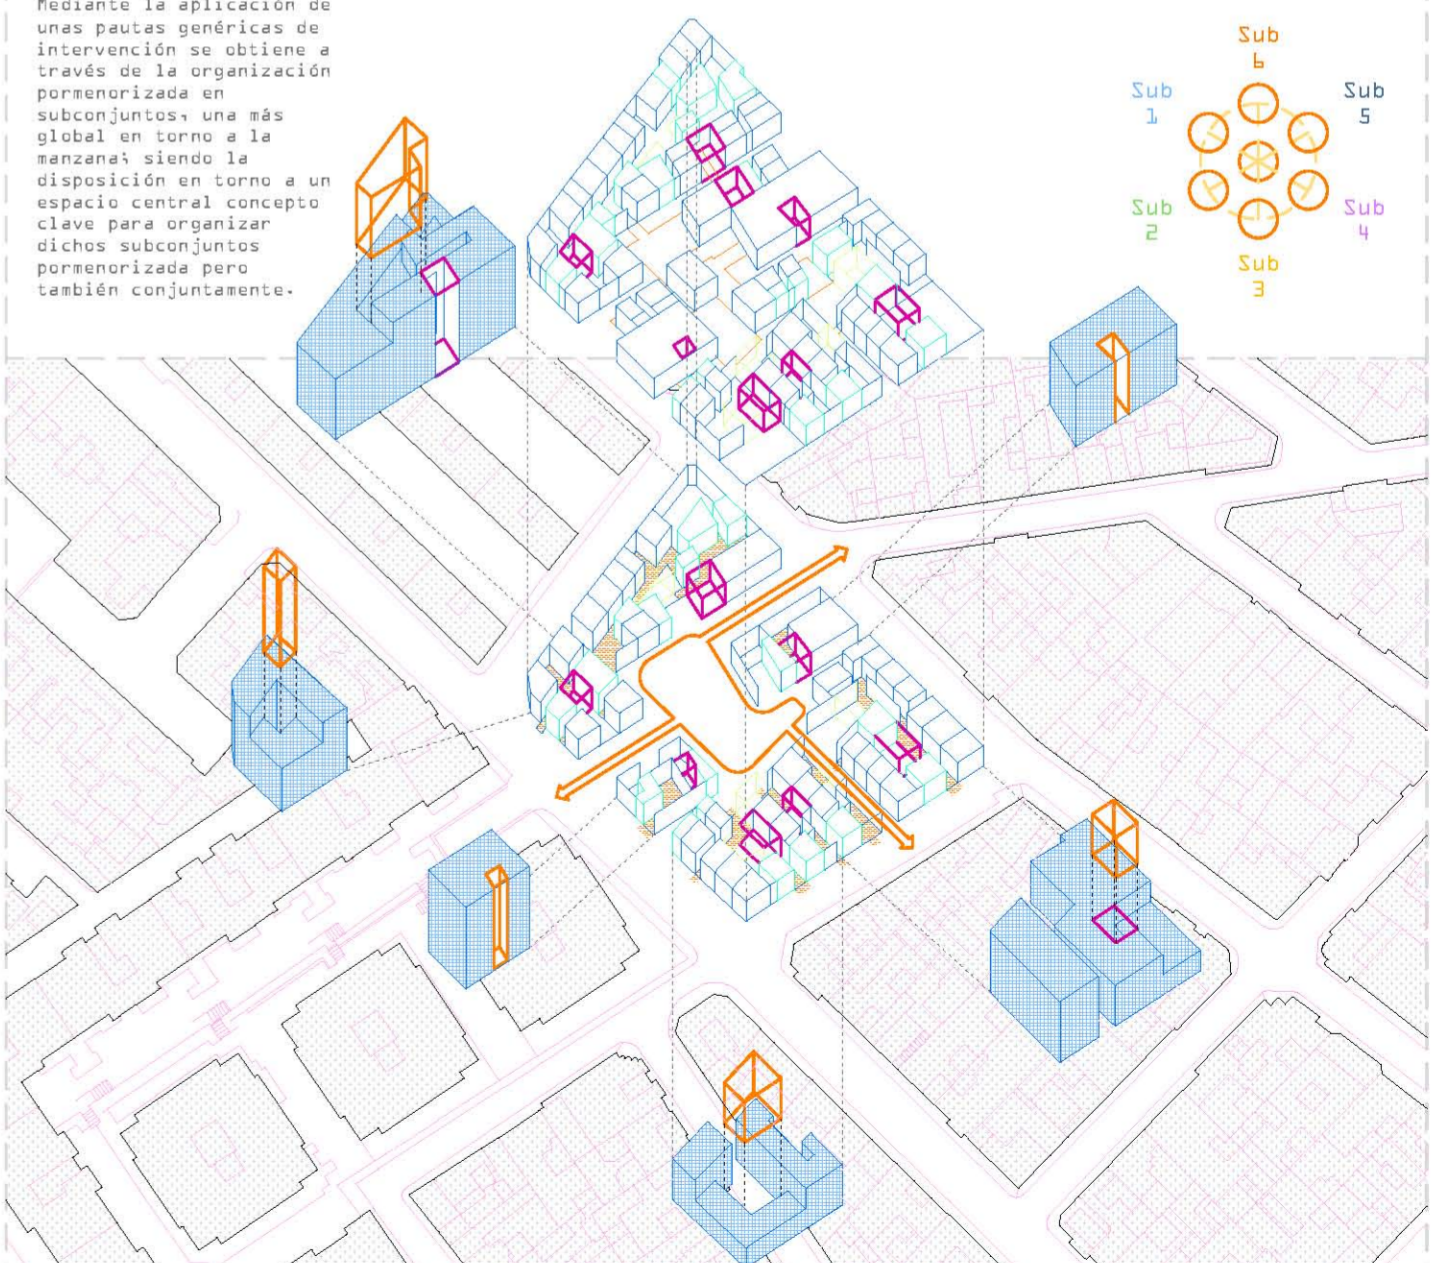 Mediante la aplicación de
unas pautas genéricas de
intervención se obtiene a
través de la organización
pormenorizada en
subconjuntos, una más
global en torno a la
manzana; siendo la
disposición en torno a un
espacio central concepto
clave para organizar
dichos subconjuntos
pormenorizada pero
también conjuntamente.
Sub
6
Sub
1
Sub
5
Sub
2
Sub
4
Sub
3